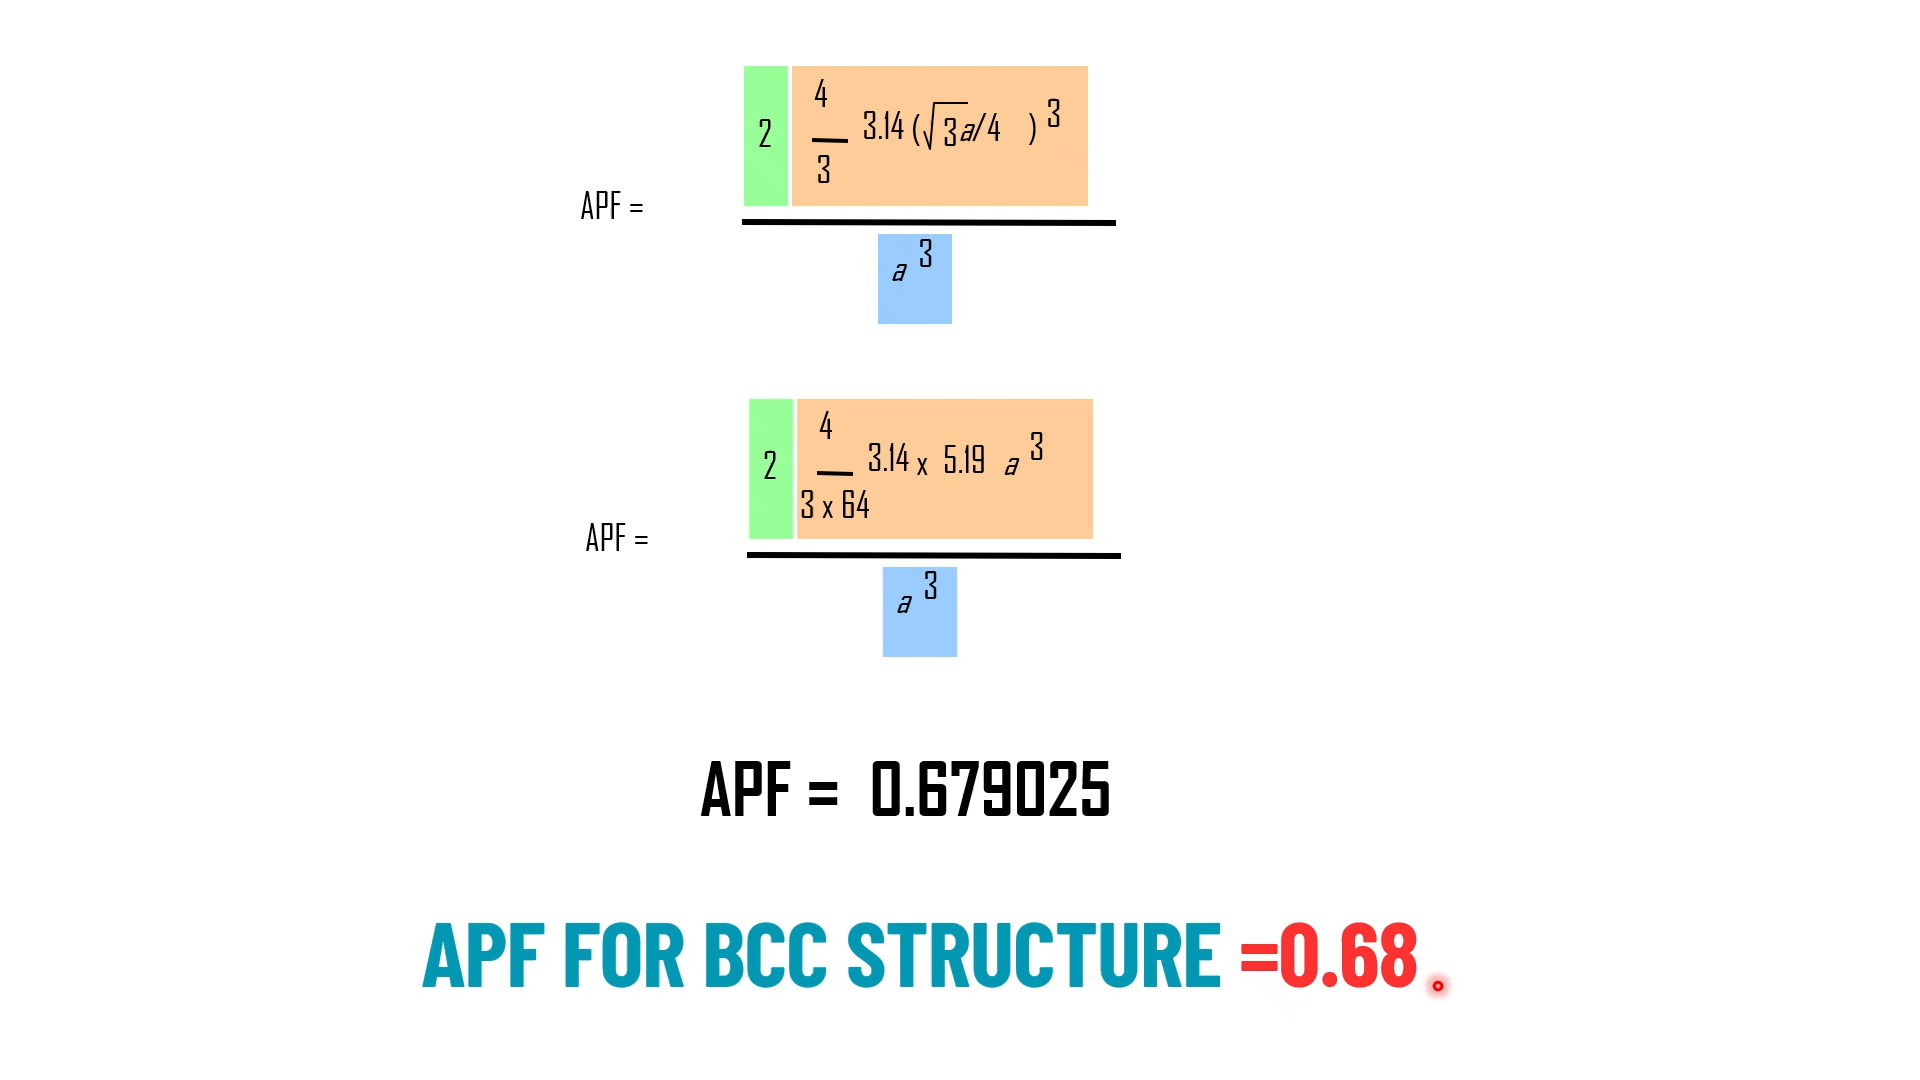 APF = 2 4/3 3.14 (√3a/4 ) 3
a 3
APF = 2 4/3 x 64 3.14 x 5.19 a 3
a 3
APF = 0.679025
APF FOR BCC STRUCTURE =0.68